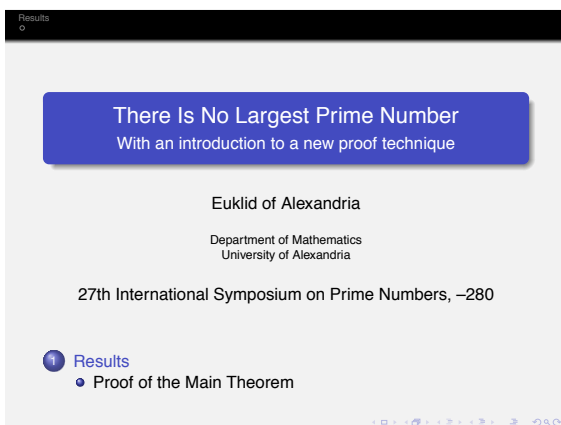 Results
There Is No Largest Prime Number
With an introduction to a new proof technique
Euklid of Alexandria
Department of Mathematics
University of Alexandria
27th International Symposium on Prime Numbers, –280
1 Results
Proof of the Main Theorem